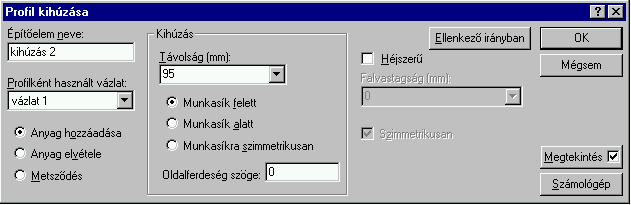 Profil kihúzása
Építőelem neve:
kihúzás 2
Profilként használt vázlat:
vázlat 1
Anyag hozzáadása
Anyag elvétele
Metsződés
Kihúzás
Távolság (mm):
95
Munkasík felett
Munkasík alatt
Munkasíkra szimmetrikusan
Oldalferdeség szöge:
0
Ellenkező irányban
Héjszerű
Falvastagság (mm):
0
Szimmetrikusan
OK
Mégsem
Megtekintés
Számológép